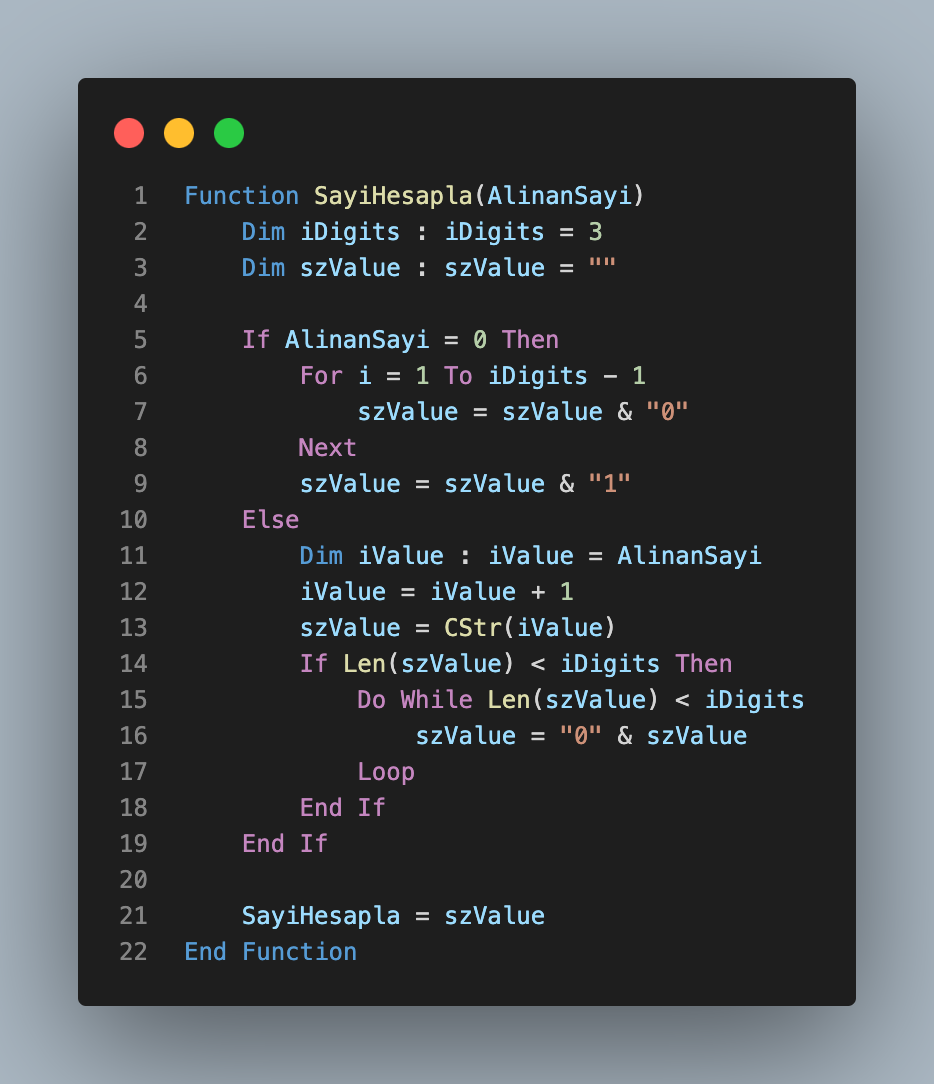 1 Function SayiHesapla(AlinanSayi)
2     Dim iDigits : iDigits = 3
3     Dim szValue : szValue = ""
4
5     If AlinanSayi = 0 Then
6         For i = 1 To iDigits - 1
7             szValue = szValue & "0"
8         Next
9         szValue = szValue & "1"
10     Else
11         Dim iValue : iValue = AlinanSayi
12         iValue = iValue + 1
13         szValue = CStr(iValue)
14         If Len(szValue) < iDigits Then
15             Do While Len(szValue) < iDigits
16                 szValue = "0" & szValue
17             Loop
18         End If
19     End If
20
21     SayiHesapla = szValue
22 End Function